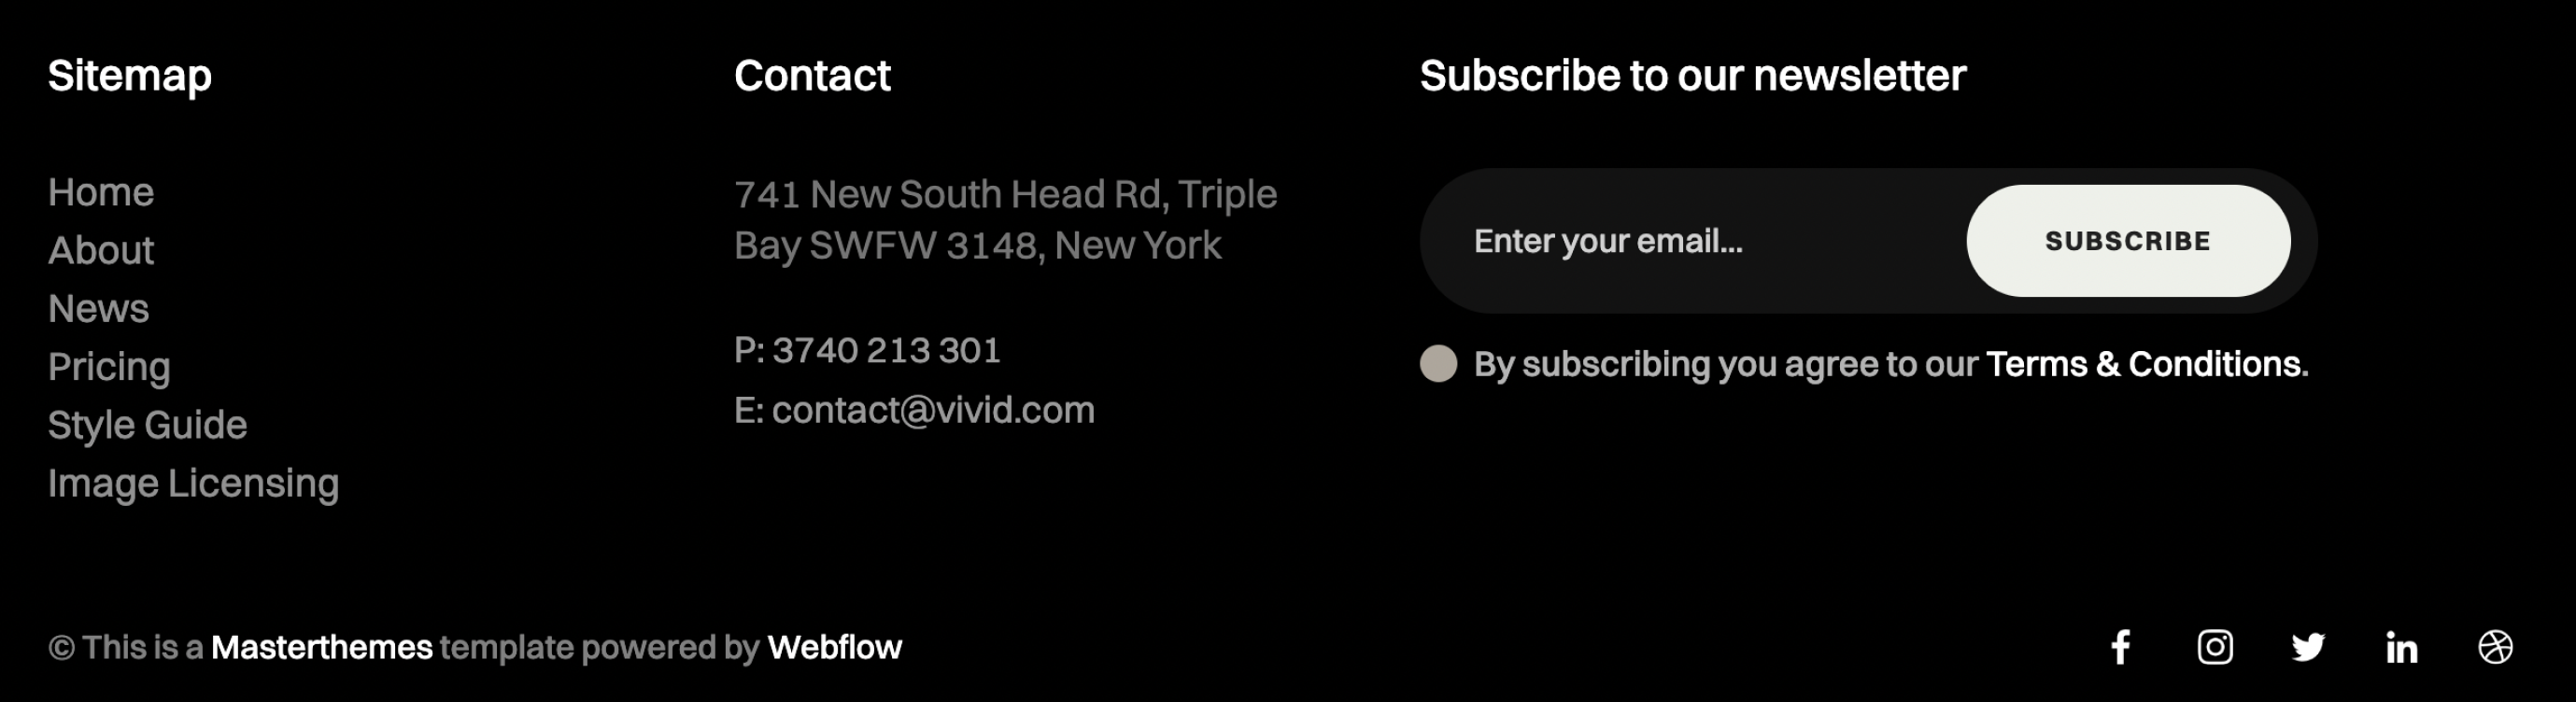 Sitemap
Home
About
News
Pricing
Style Guide
Image Licensing
Contact
741 New South Head Rd, Triple
Bay SWFW 3148, New York
P: 3740 213 301
E: contact@vivid.com
Subscribe to our newsletter
Enter your email...
SUBSCRIBE
By subscribing you agree to our Terms & Conditions.
© This is a Masterthemes template powered by Webflow